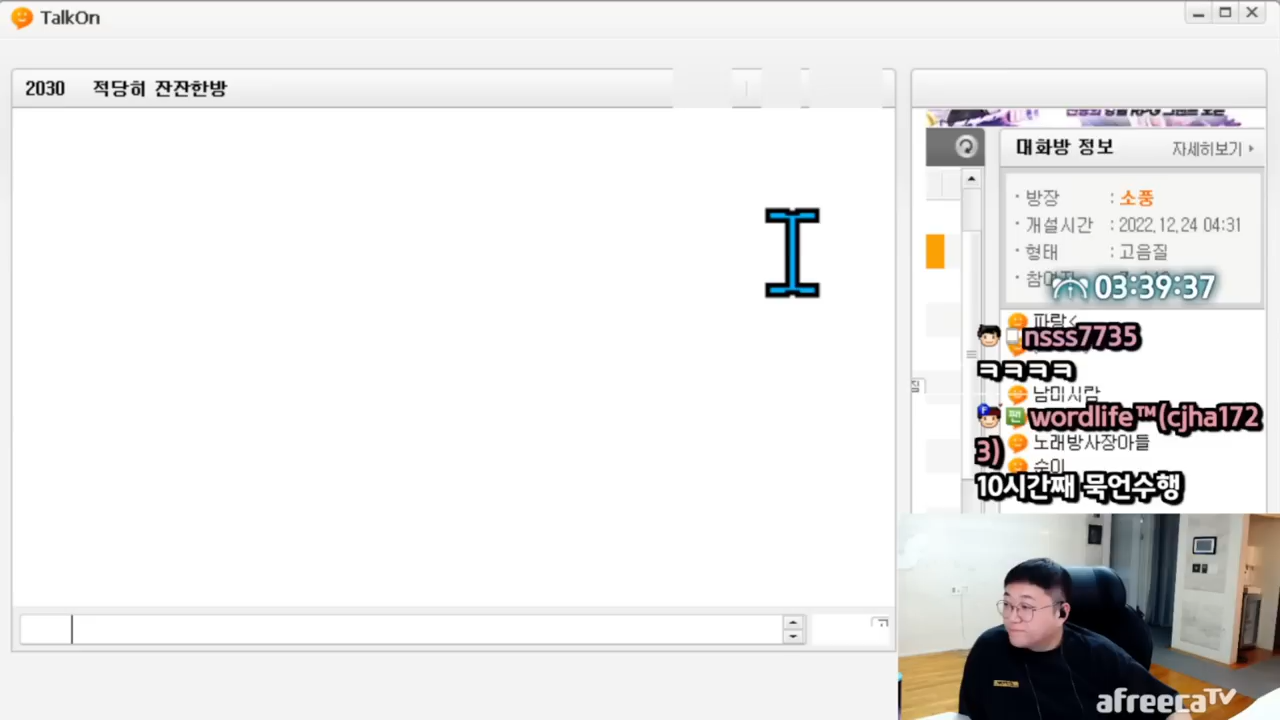 TalkOn
2030 적당히 잔잔한방
대화방 정보 자세히보기
· 방장 : 소풍
· 개설시간 : 2022.12.24 04:31
· 형태 : 고음질
03:39:37
파람<
nsss7735
ㅋㅋㅋㅋ
남미사람
wordlife™(cjha172
3)
노래방사장아들
10시간째 묵언수행
afreecaTV